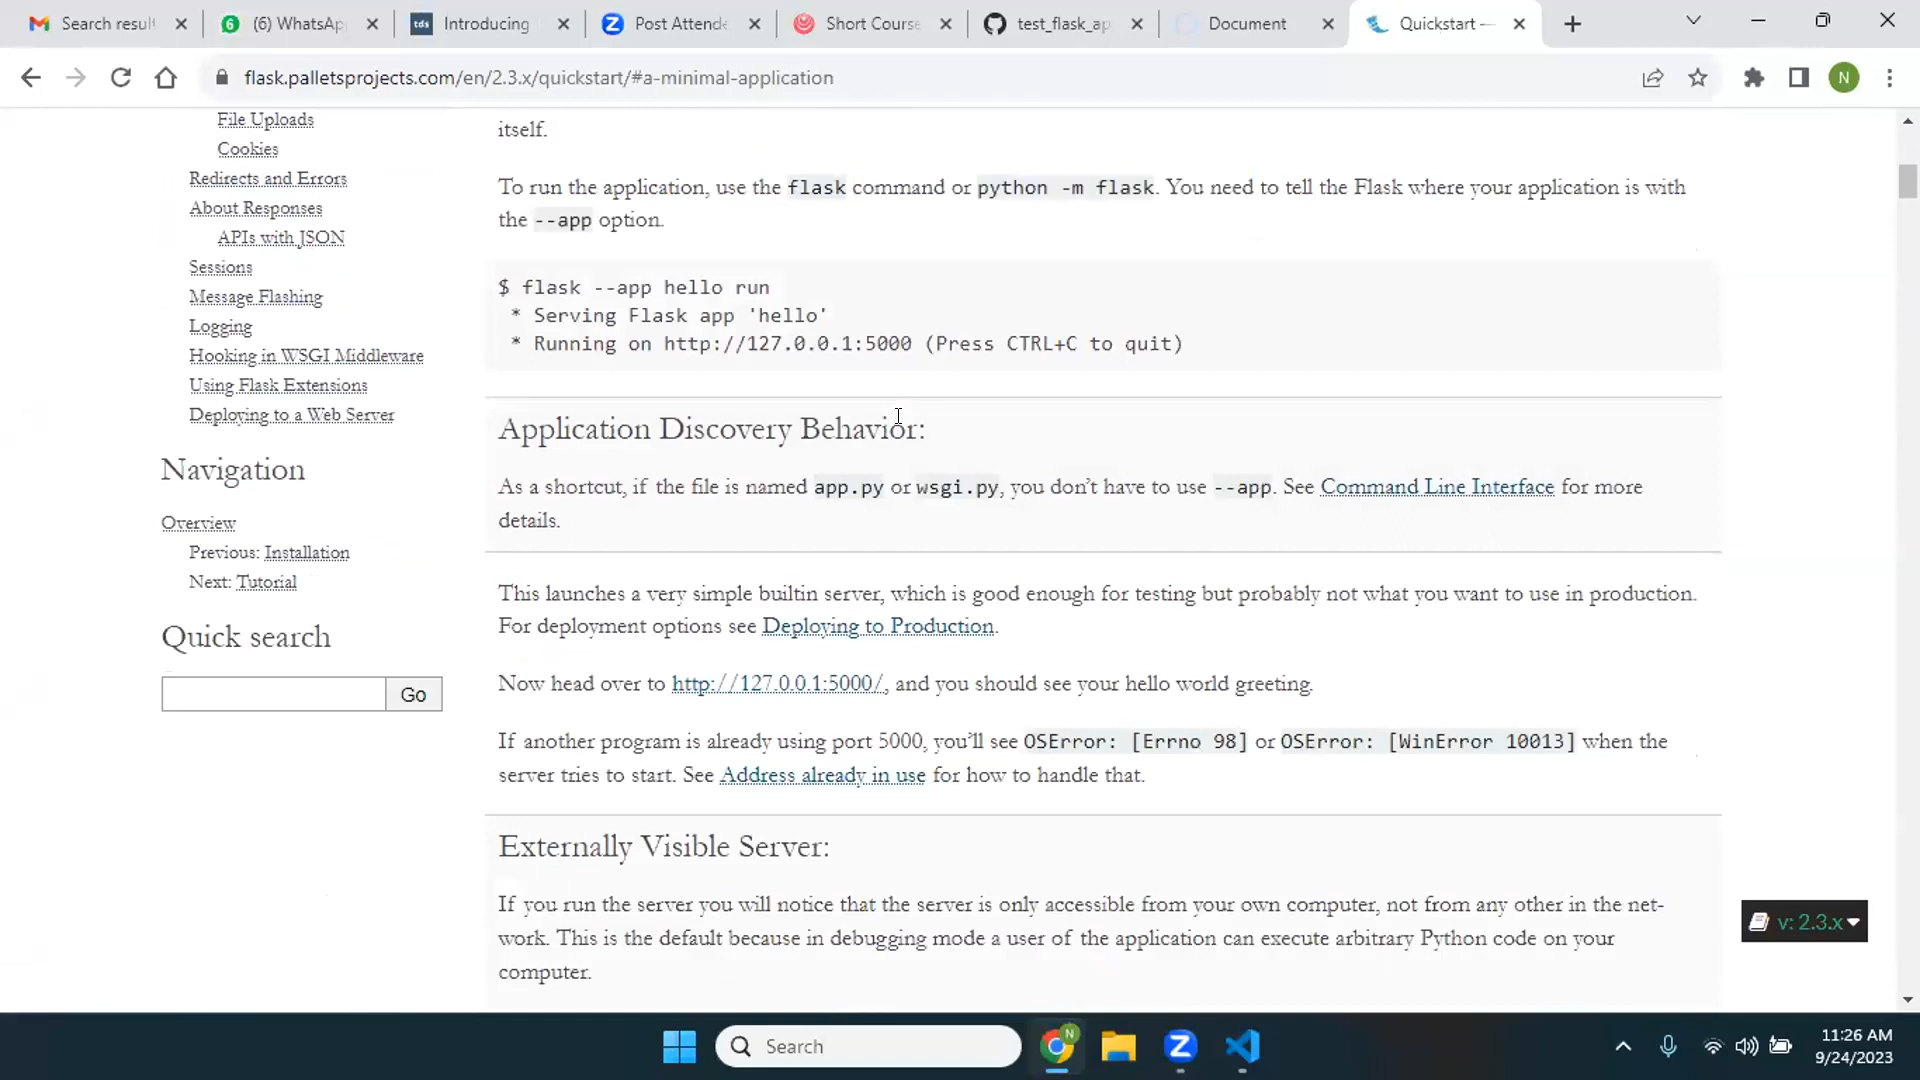 Search resul
(6) WhatsAp
tds
Introducing
Post Attende
Short Course
test_flask_ap
Document
Quickstart —
flask.palletsprojects.com/en/2.3.x/quickstart/#a-minimal-application
N
File Uploads
Cookies
Redirects and Errors
About Responses
APIs with JSON
Sessions
Message Flashing
Logging
Hooking in WSGI Middleware
Using Flask Extensions
Deploying to a Web Server
Navigation
Overview
Previous: Installation
Next: Tutorial
Quick search
Go
itself.
To run the application, use the flask command or python -m flask. You need to tell the Flask where your application is with
the --app option.
$ flask --app hello run
* Serving Flask app 'hello'
* Running on http://127.0.0.1:5000 (Press CTRL+C to quit)
Application Discovery Behavior:
As a shortcut, if the file is named app.py or wsgi.py, you don't have to use --app. See Command Line Interface for more
details.
This launches a very simple builtin server, which is good enough for testing but probably not what you want to use in production.
For deployment options see Deploying to Production.
Now head over to http://127.0.0.1:5000/, and you should see your hello world greeting.
If another program is already using port 5000, you'll see OSError: [Errno 98] or OSError: [WinError 10013] when the
server tries to start. See Address already in use for how to handle that.
Externally Visible Server:
If you run the server you will notice that the server is only accessible from your own computer, not from any other in the net-
work. This is the default because in debugging mode a user of the application can execute arbitrary Python code on your
computer.
v: 2.3.x
Search
N
11:26 AM
9/24/2023